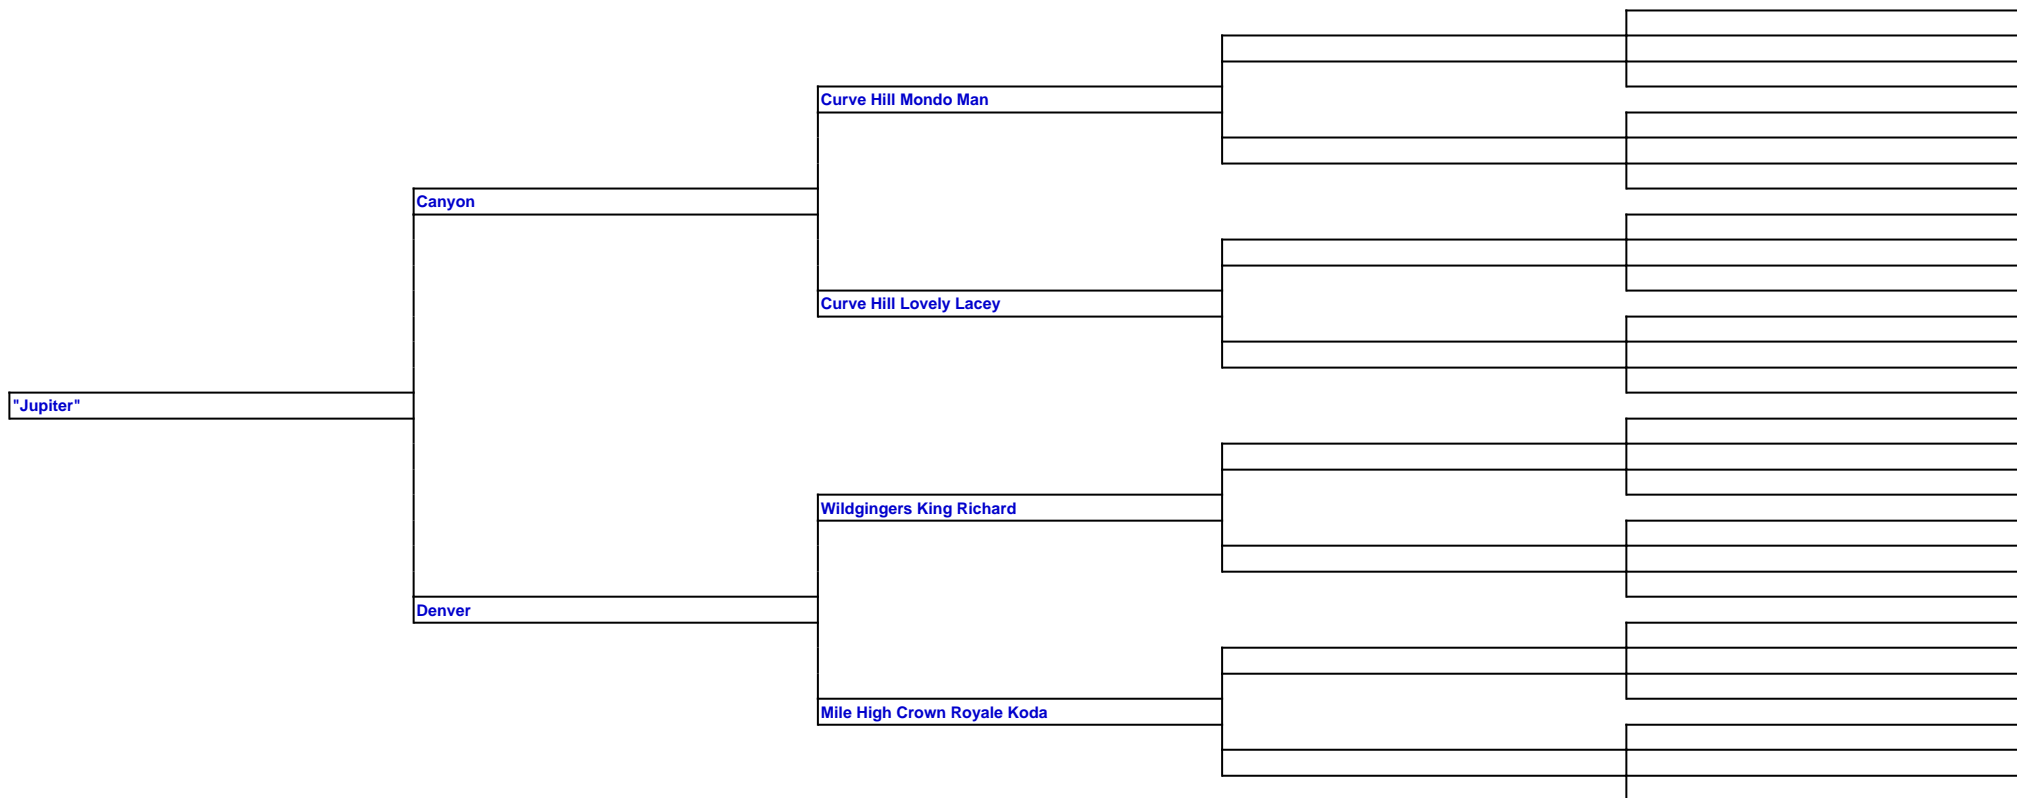 Curve Hill Mondo Man
Canyon
Curve Hill Lovely Lacey
"Jupiter"
Wildgingers King Richard
Denver
Mile High Crown Royale Koda